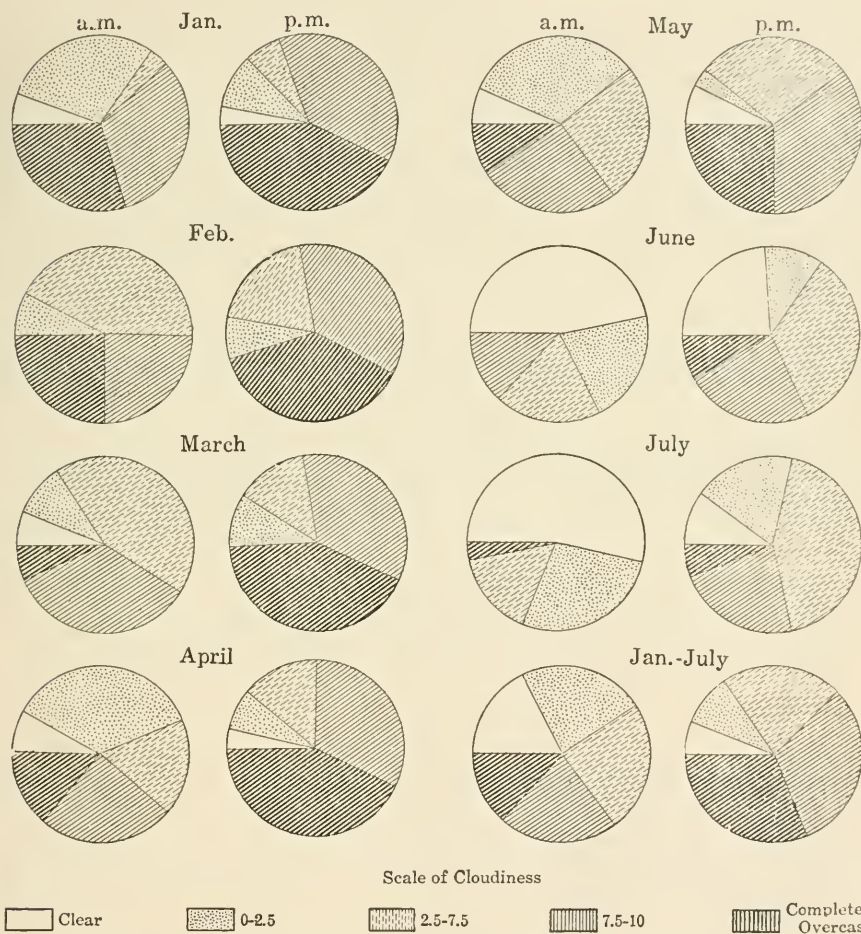 a.m. Jan. p.m. a.m. May p.m.
Feb. June
March July
April Jan.-July
Scale of Cloudiness
Clear 0-2.5 2.5-7.5 7.5-10 Complete
Overcas